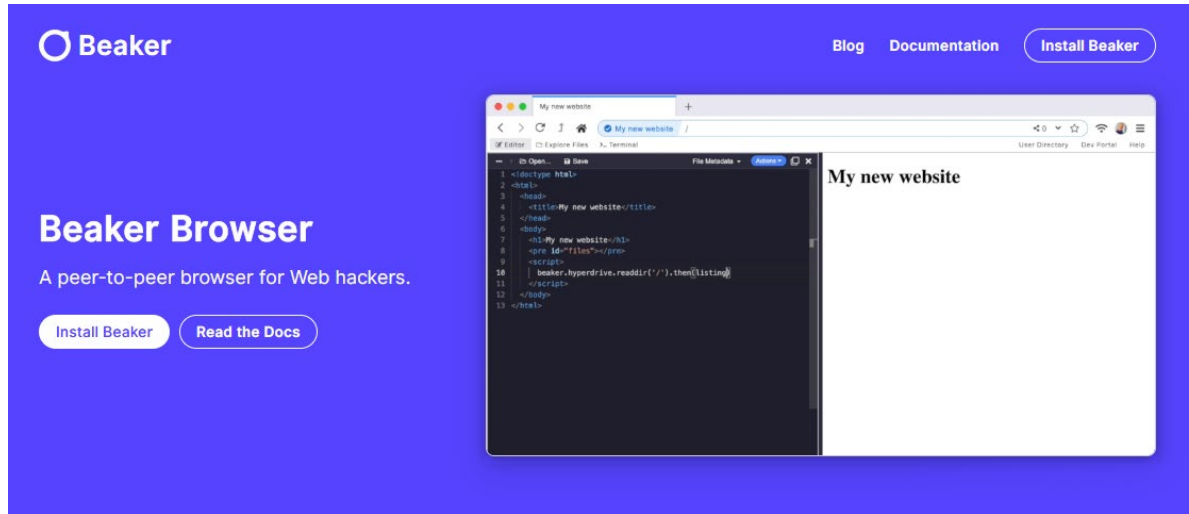 Beaker
Blog Documentation Install Beaker
My new website +
My new website /
0
Editor Explore Files Terminal User Directory Dev Portal Help
Open... Save File Metadata Actions
1 <!doctype html>
2 <html>
3 <head>
4 <title>My new website</title>
5 </head>
6 <body>
7 <h1>My new website</h1>
8 <pre id="files"></pre>
9 <script>
10 beaker.hyperdrive.readdir('/').then(listing)
11 </script>
12 </body>
13 </html>
My new website
Beaker Browser
A peer-to-peer browser for Web hackers.
Install Beaker Read the Docs